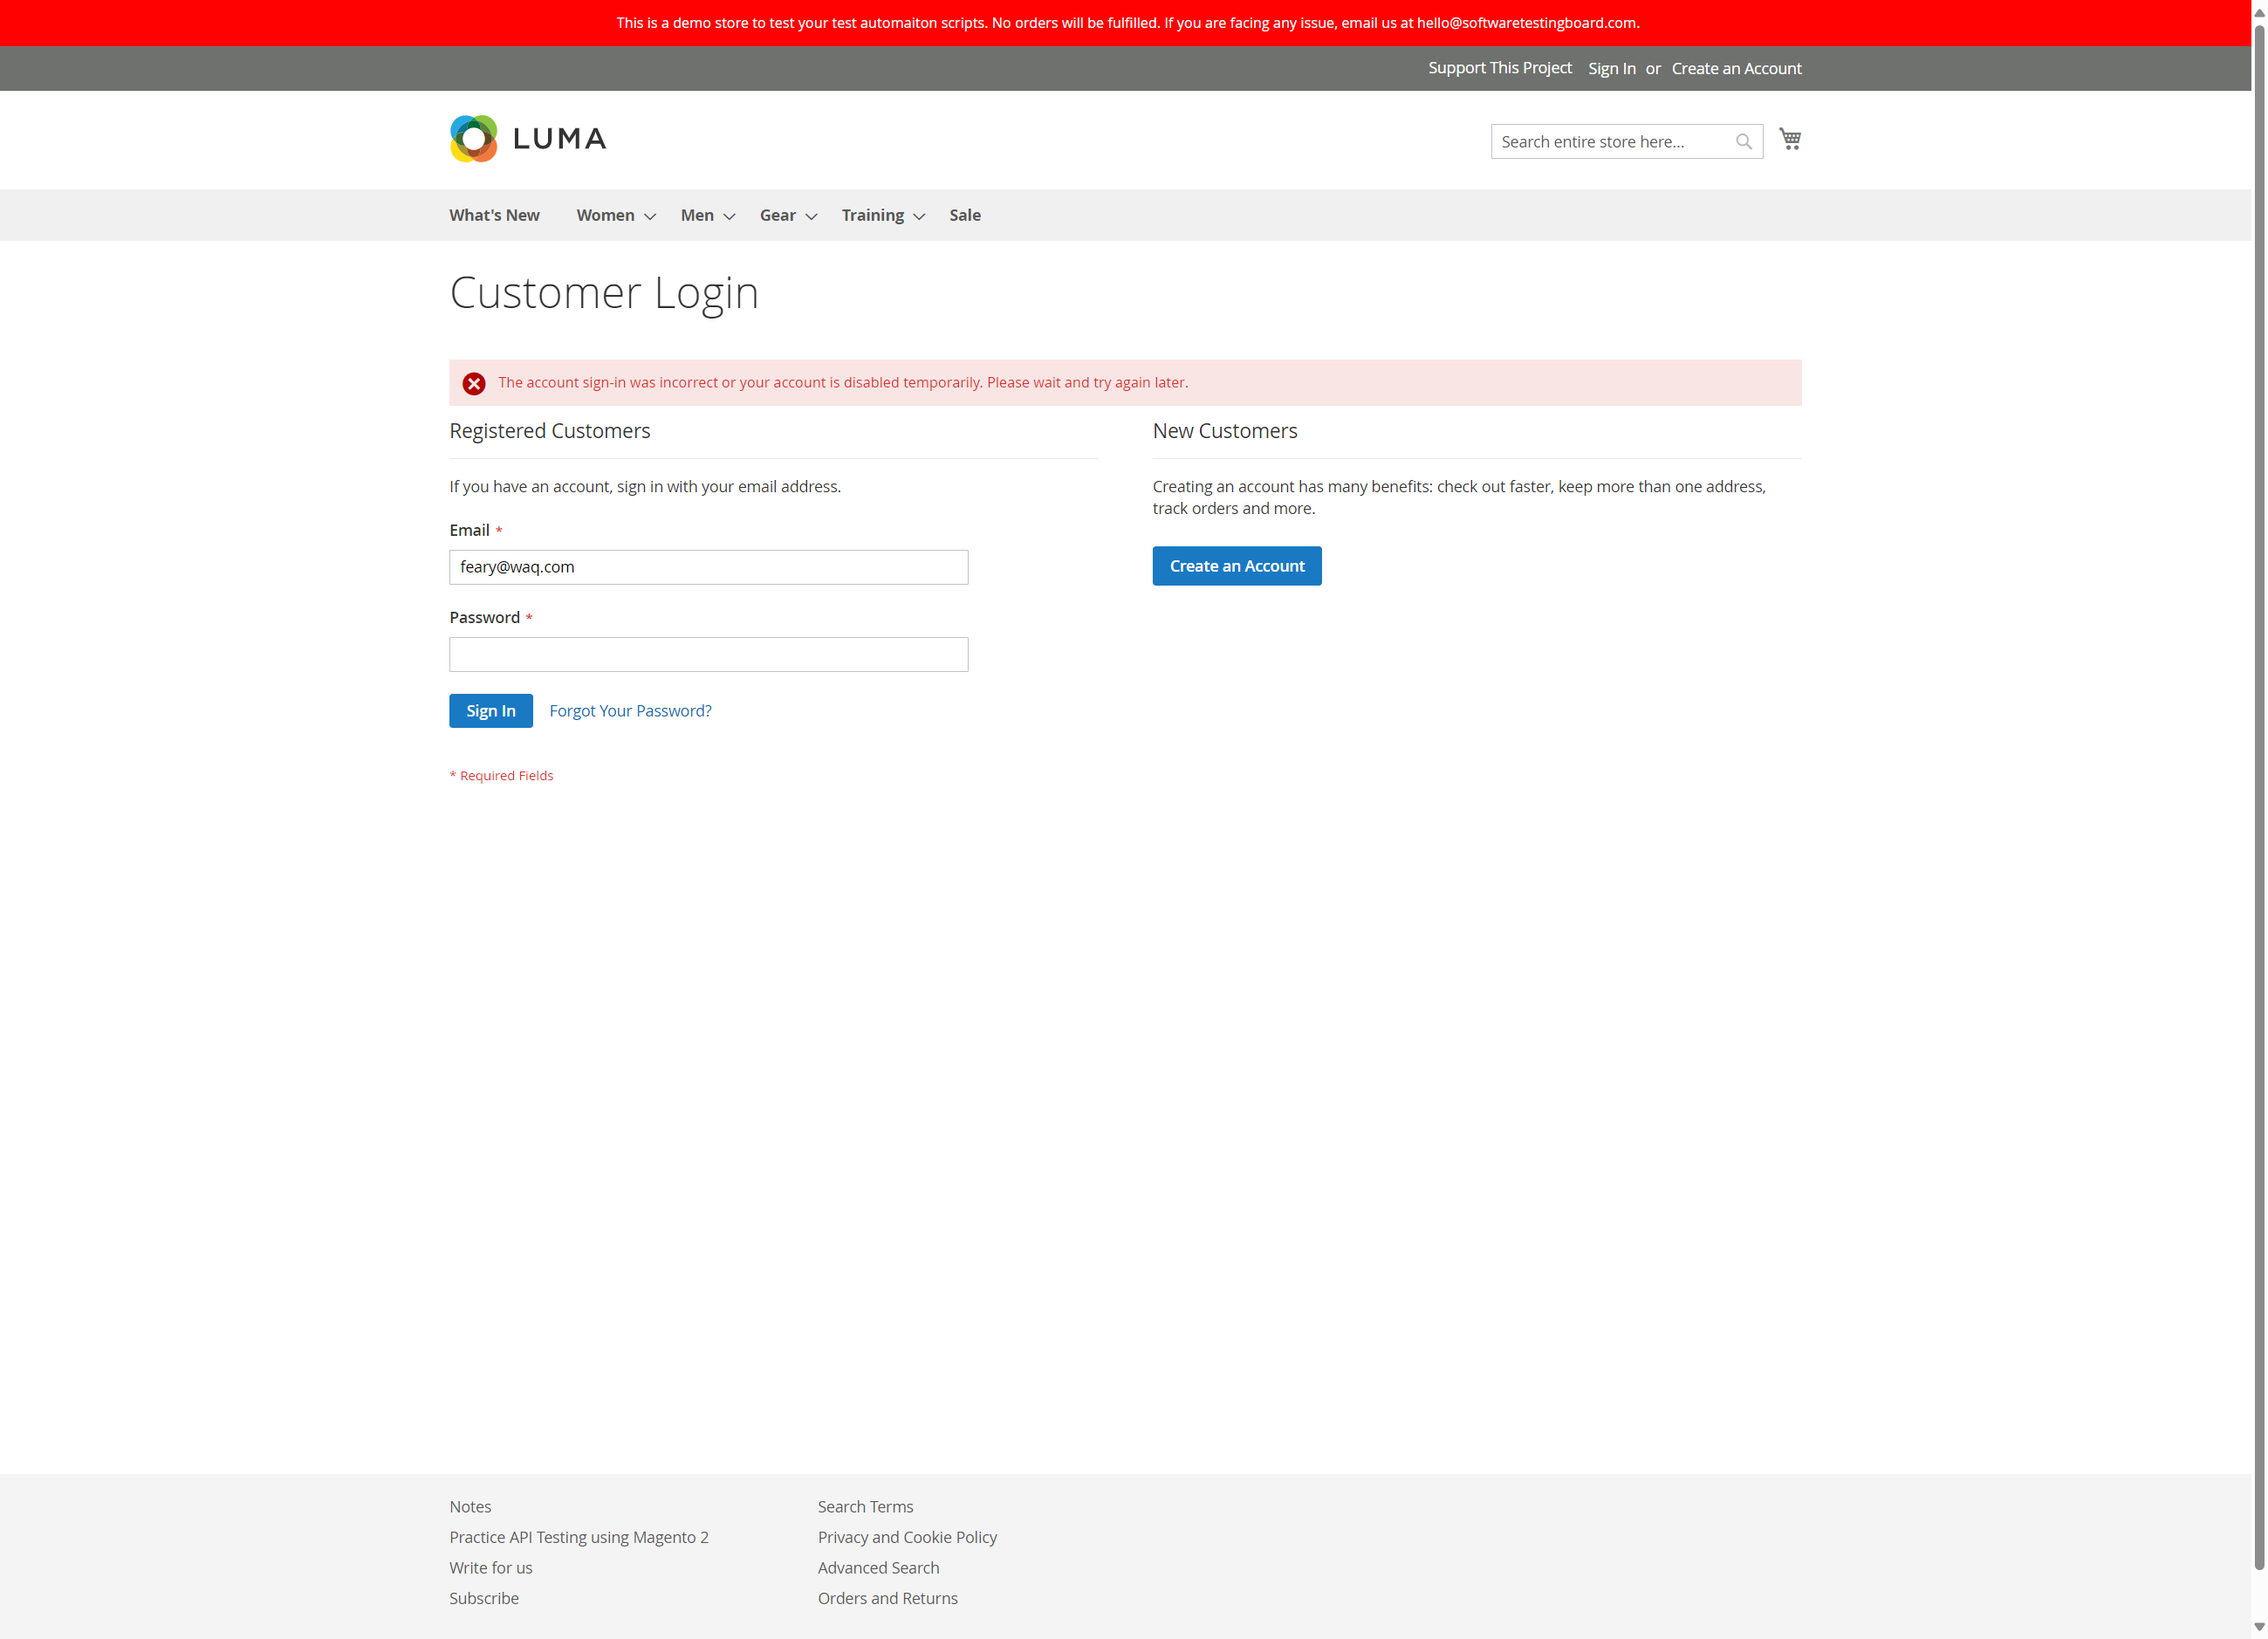 This is a demo store to test your test automaiton scripts. No orders will be fulfilled. If you are facing any issue, email us at hello@softwaretestingboard.com.
Support This Project Sign In or Create an Account
LUMA
Search entire store here...
What's New Women Men Gear Training Sale
Customer Login
The account sign-in was incorrect or your account is disabled temporarily. Please wait and try again later.
Registered Customers
If you have an account, sign in with your email address.
Email *
feary@waq.com
Password *
Sign In Forgot Your Password?
* Required Fields
New Customers
Creating an account has many benefits: check out faster, keep more than one address,
track orders and more.
Create an Account
Notes
Practice API Testing using Magento 2
Write for us
Subscribe
Search Terms
Privacy and Cookie Policy
Advanced Search
Orders and Returns